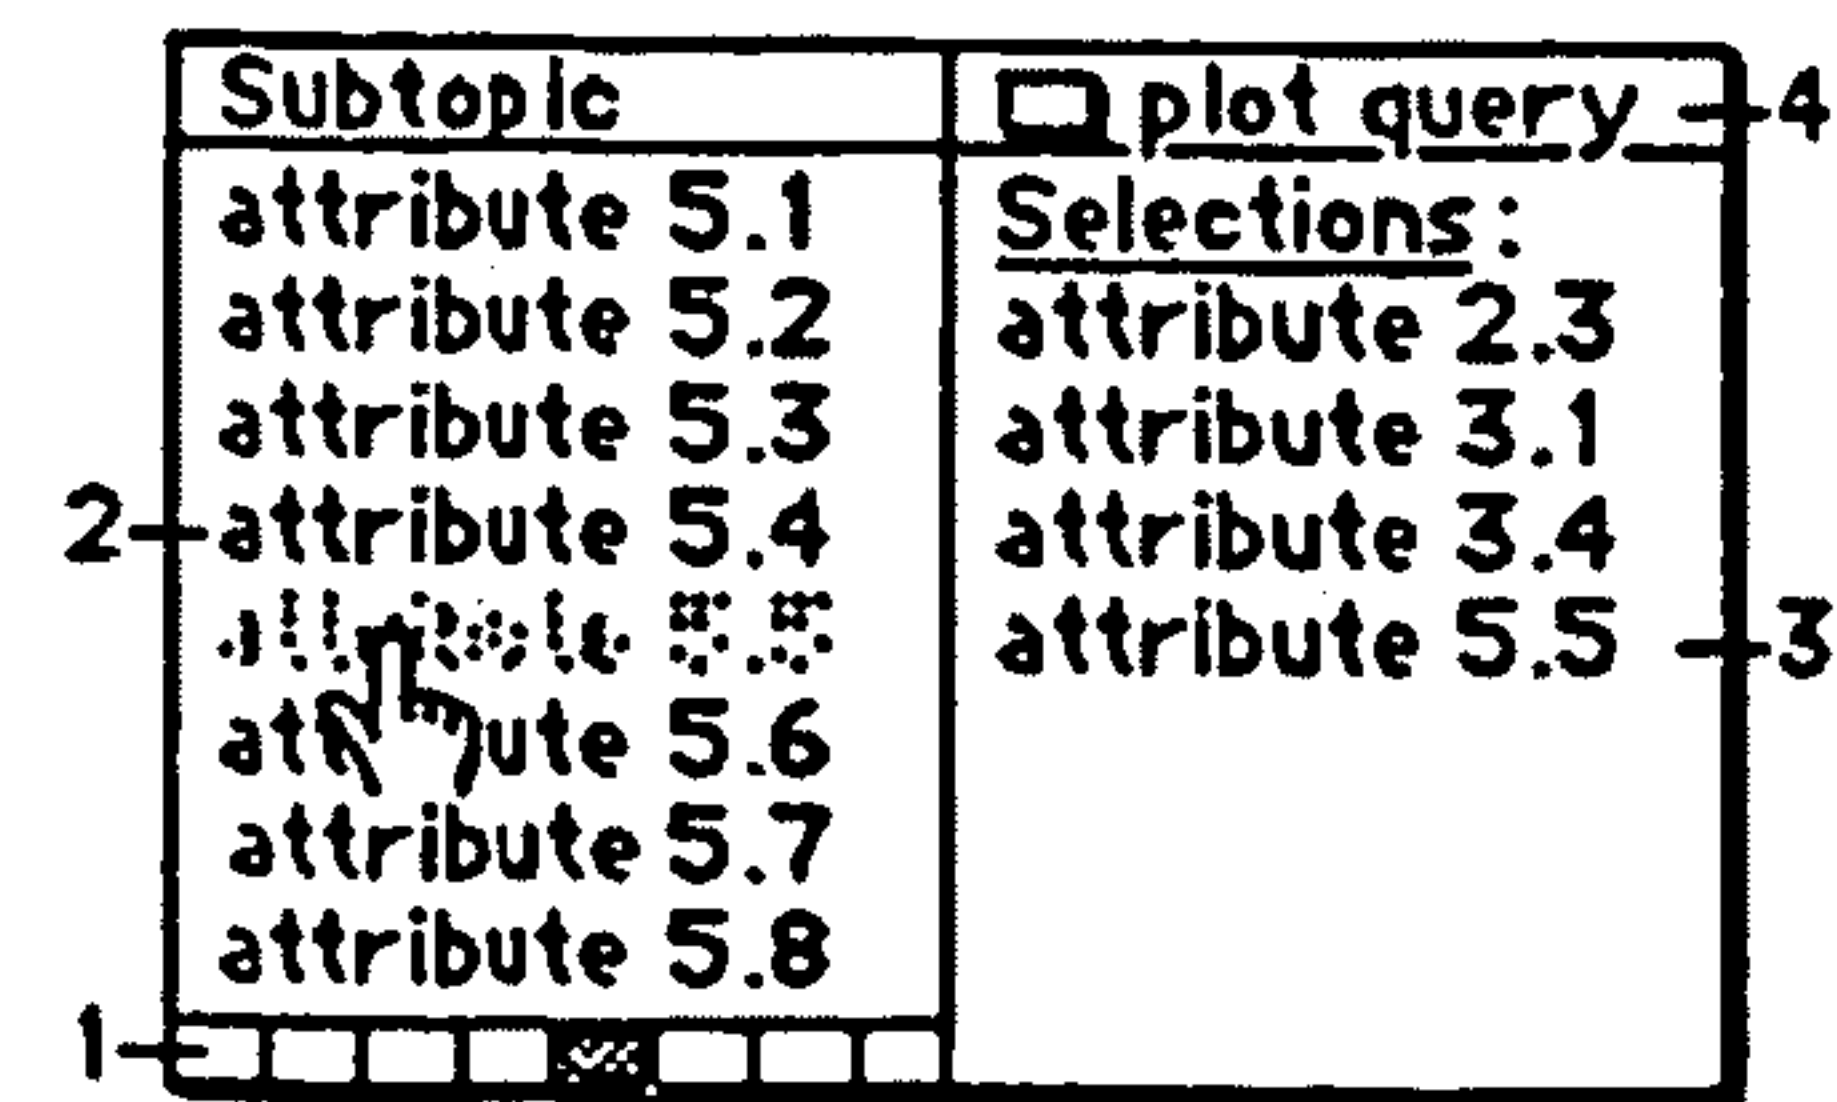 Subtopic
attribute 5.1
attribute 5.2
attribute 5.3
2 attribute 5.4
attribute 5.6
attribute 5.7
attribute 5.8
1
plot query 4
Selections:
attribute 2.3
attribute 3.1
attribute 3.4
attribute 5.5 3